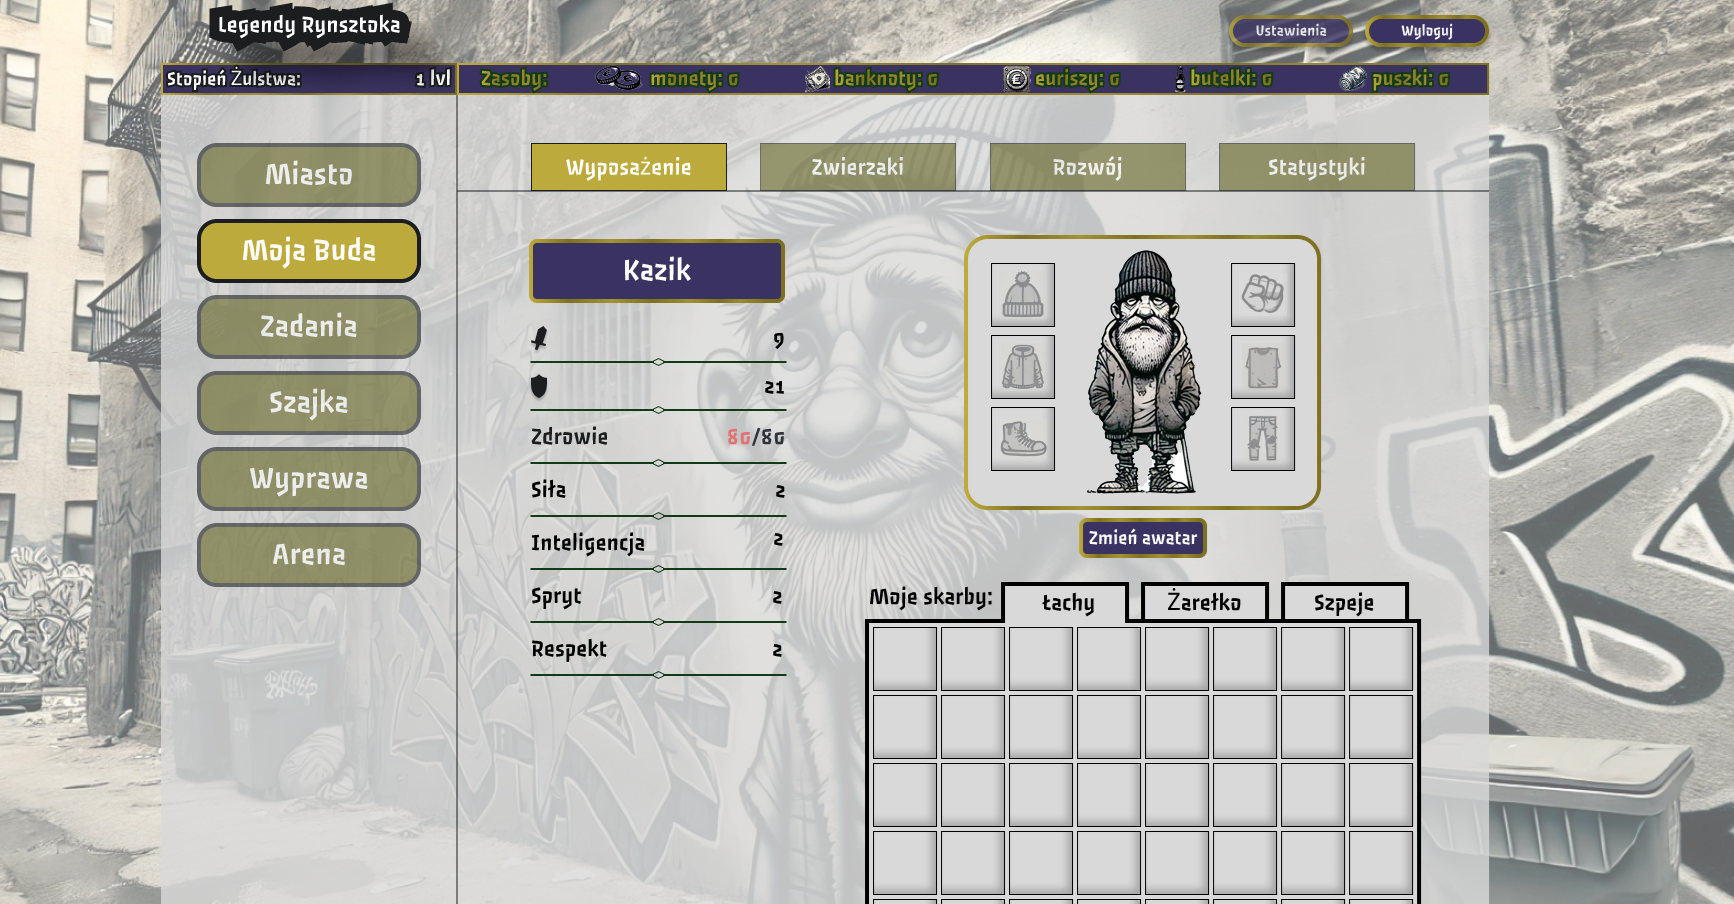 Legendy Rynsztoka
Ustawienia
Wyloguj
Stopień Żulstwa: 1 lvl
Zasoby: monety: 0 banknoty: 0 euriszy: 0 butelki: 0 puszki: 0
Miasto
Moja Buda
Zadania
Szajka
Wyprawa
Arena
Wyposażenie
Zwierzaki
Rozwój
Statystyki
Kazik
9
21
Zdrowie 80/80
Siła 2
Inteligencja 2
Spryt 2
Respekt 2
Zmień awatar
Moje skarby:
Łachy
Żarełko
Szpeje